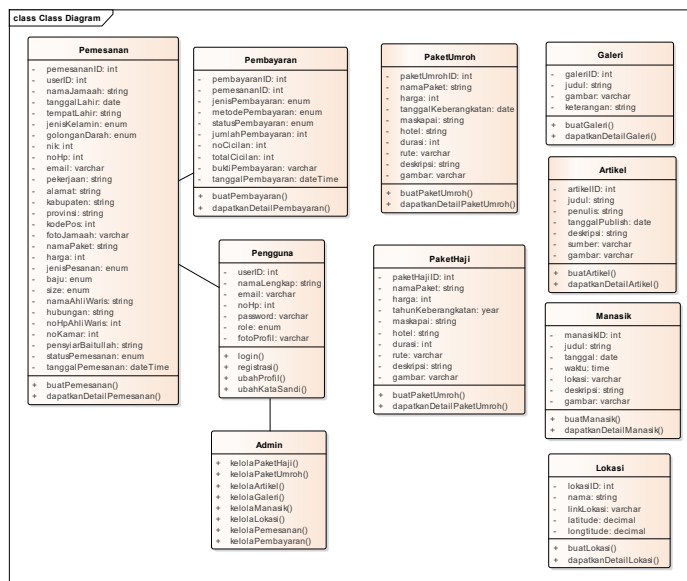 class Class Diagram
Pemesanan
- pemesananID: int
- userID: int
- namaJamaah: string
- tanggalLahir: date
- tempatLahir: string
- jenisKelamin: enum
- golonganDarah: enum
- nik: int
- noHp: int
- email: varchar
- pekerjaan: string
- alamat: string
- kabupaten: string
- provinsi: string
- kodePos: int
- fotoJamaah: varchar
- namaPaket: string
- harga: int
- jenisPesanan: enum
- baju: enum
- size: enum
- namaAhliWaris: string
- hubungan: string
- noHpAhliWaris: int
- noKamar: int
- pensyiarBaitullah: string
- statusPemesanan: enum
- tanggalPemesanan: dateTime
+ buatPemesanan()
+ dapatkanDetailPemesanan()
Pembayaran
- pembayaranID: int
- pemesananID: int
- jenisPembayaran: enum
- metodePembayaran: enum
- statusPembayaran: enum
- jumlahPembayaran: int
- noCicilan: int
- totalCicilan: int
- buktiPembayaran: varchar
- tanggalPembayaran: dateTime
+ buatPembayaran()
+ dapatkanDetailPembayaran()
Pengguna
- userID: int
- namaLengkap: string
- email: varchar
- noHp: int
- password: varchar
- role: enum
- fotoProfil: varchar
+ login()
+ registrasi()
+ ubahProfil()
+ ubahKataSandi()
Admin
+ kelolaPaketHaji()
+ kelolaPaketUmroh()
+ kelolaArtikel()
+ kelolaGaleri()
+ kelolaManasik()
+ kelolaLokasi()
+ kelolaPemesanan()
+ kelolaPembayaran()
PaketUmroh
- paketUmrohID: int
- namaPaket: string
- harga: int
- tanggalKeberangkatan: date
- maskapai: string
- hotel: string
- durasi: int
- rute: varchar
- deskripsi: string
- gambar: varchar
+ buatPaketUmroh()
+ dapatkanDetailPaketUmroh()
PaketHaji
- paketHajiID: int
- namaPaket: string
- harga: int
- tahunKeberangkatan: year
- maskapai: string
- hotel: string
- durasi: int
- rute: varchar
- deskripsi: string
- gambar: varchar
+ buatPaketUmroh()
+ dapatkanDetailPaketUmroh()
Galeri
- galeriID: int
- judul: string
- gambar: varchar
- keterangan: string
+ buatGaleri()
+ dapatkanDetailGaleri()
Artikel
- artikelID: int
- judul: string
- penulis: string
- tanggalPublish: date
- deskripsi: string
- sumber: varchar
- gambar: varchar
+ buatArtikel()
+ dapatkanDetailArtikel()
Manasik
- manasikID: int
- judul: string
- tanggal: date
- waktu: time
- lokasi: varchar
- deskripsi: string
- gambar: varchar
+ buatManasik()
+ dapatkanDetailManasik()
Lokasi
- lokasiID: int
- nama: string
- linkLokasi: varchar
- latitude: decimal
- longtitude: decimal
+ buatLokasi()
+ dapatkanDetailLokasi()